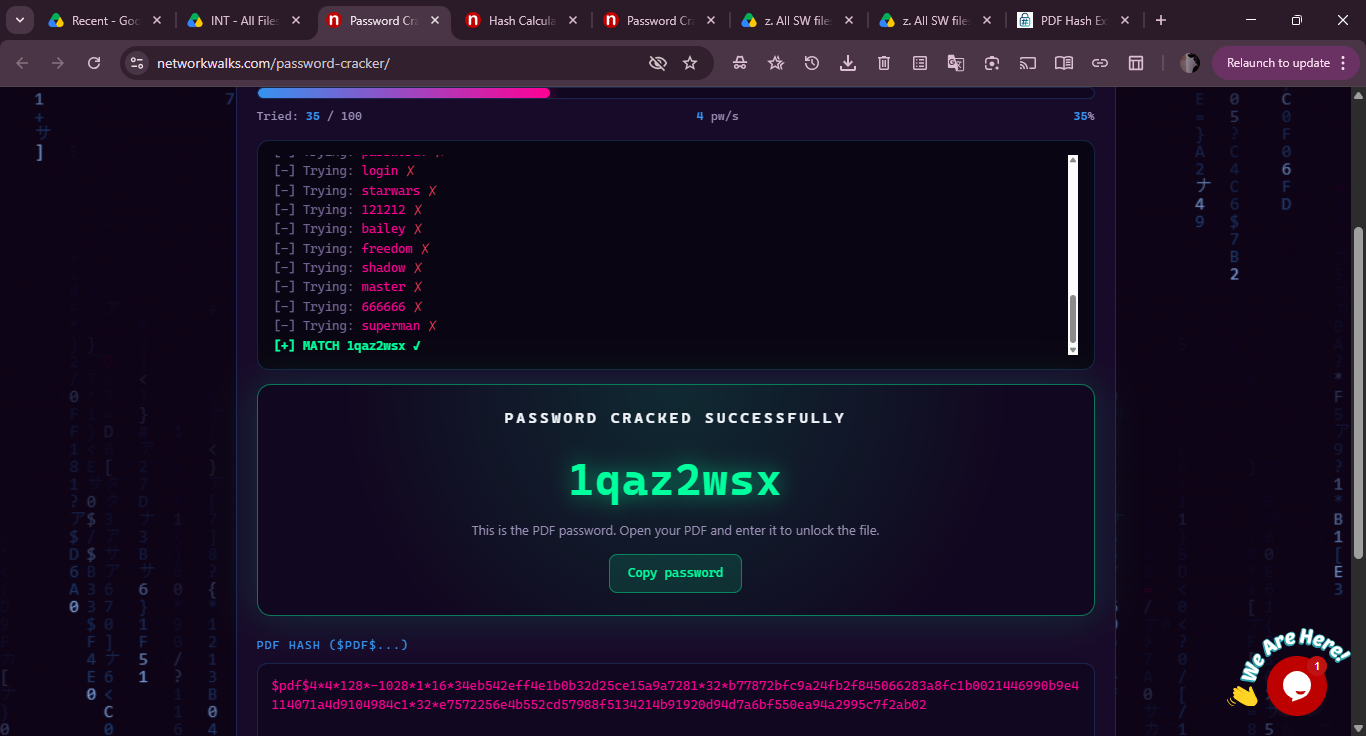 Recent - Goo
INT - All Files
Password Cra
Hash Calcula
Password Cra
z. All SW files
z. All SW files
PDF Hash Ex
networkwalks.com/password-cracker/
Relaunch to update
Tried: 35 / 100
4 pw/s
35%
[-] Trying: login ✗
[-] Trying: starwars ✗
[-] Trying: 121212 ✗
[-] Trying: bailey ✗
[-] Trying: freedom ✗
[-] Trying: shadow ✗
[-] Trying: master ✗
[-] Trying: 666666 ✗
[-] Trying: superman ✗
[+] MATCH 1qaz2wsx ✓
PASSWORD CRACKED SUCCESSFULLY
1qaz2wsx
This is the PDF password. Open your PDF and enter it to unlock the file.
Copy password
PDF HASH ($PDF$...)
$pdf$4*4*128*-1028*1*16*34eb542eff4e1b0b32d25ce15a9a7281*32*b77872bfc9a24fb2f845066283a8fc1b0021446990b9e4
114071a4d9104984c1*32*e7572256e4b552cd57988f5134214b91920d94d7a6bf550ea94a2995c7f2ab02
We Are Here!
1